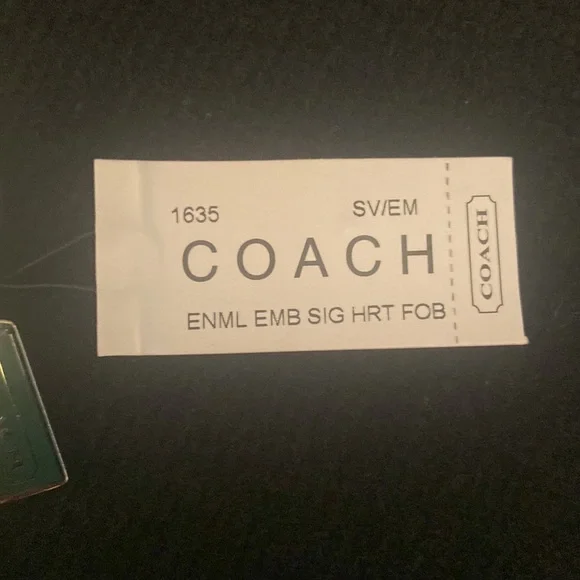 1635 SV/EM
COACH
ENML EMB SIG HRT FOB
COACH